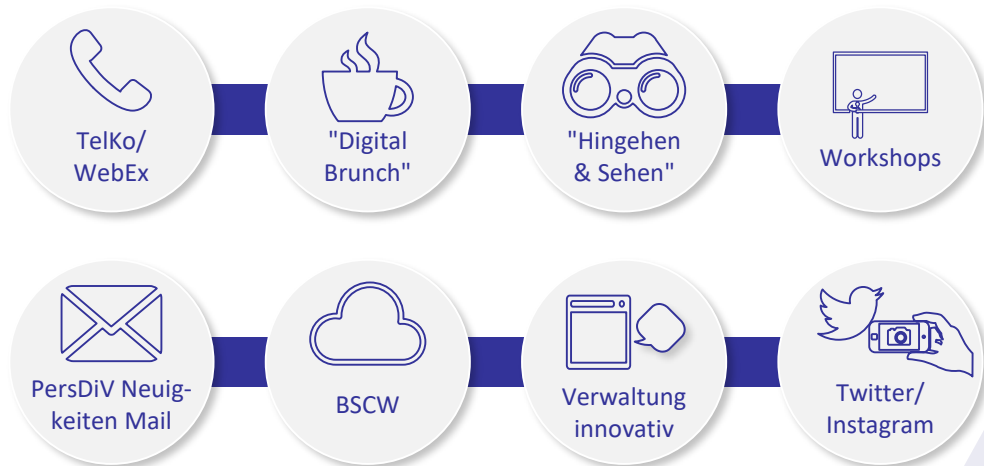 TelKo/
WebEx
"Digital
Brunch"
"Hingehen
& Sehen"
Workshops
PersDiV Neuig-
keiten Mail
BSCW
Verwaltung
innovativ
Twitter/
Instagram